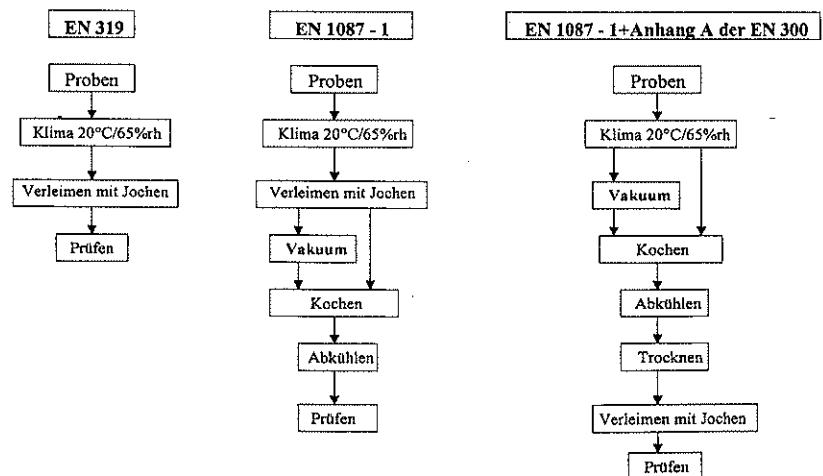 EN 319
Proben
Klima 20°C/65%rh
Verleimen mit Jochen
Prüfen
EN 1087 - 1
Proben
Klima 20°C/65%rh
Verleimen mit Jochen
Vakuum
Kochen
Abkühlen
Prüfen
EN 1087 - 1+Anhang A der EN 300
Proben
Klima 20°C/65%rh
Vakuum
Kochen
Abkühlen
Trocknen
Verleimen mit Jochen
Prüfen